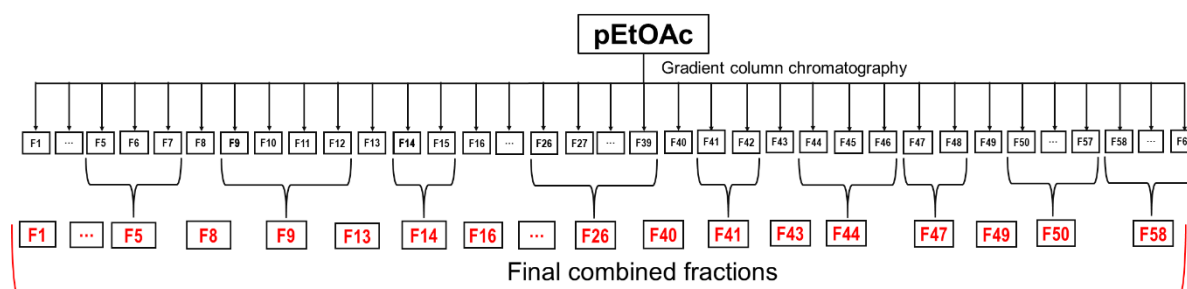 pEtOAc
Gradient column chromatography
F1 ... F5 F6 F7 F8 F9 F10 F11 F12 F13 F14 F15 F16 ... F26 F27 ... F39 F40 F41 F42 F43 F44 F45 F46 F47 F48 F49 F50 ... F57 F58 ...
F1 ... F5 F8 F9 F13 F14 F16 ... F26 F40 F41 F43 F44 F47 F49 F50 F58
Final combined fractions